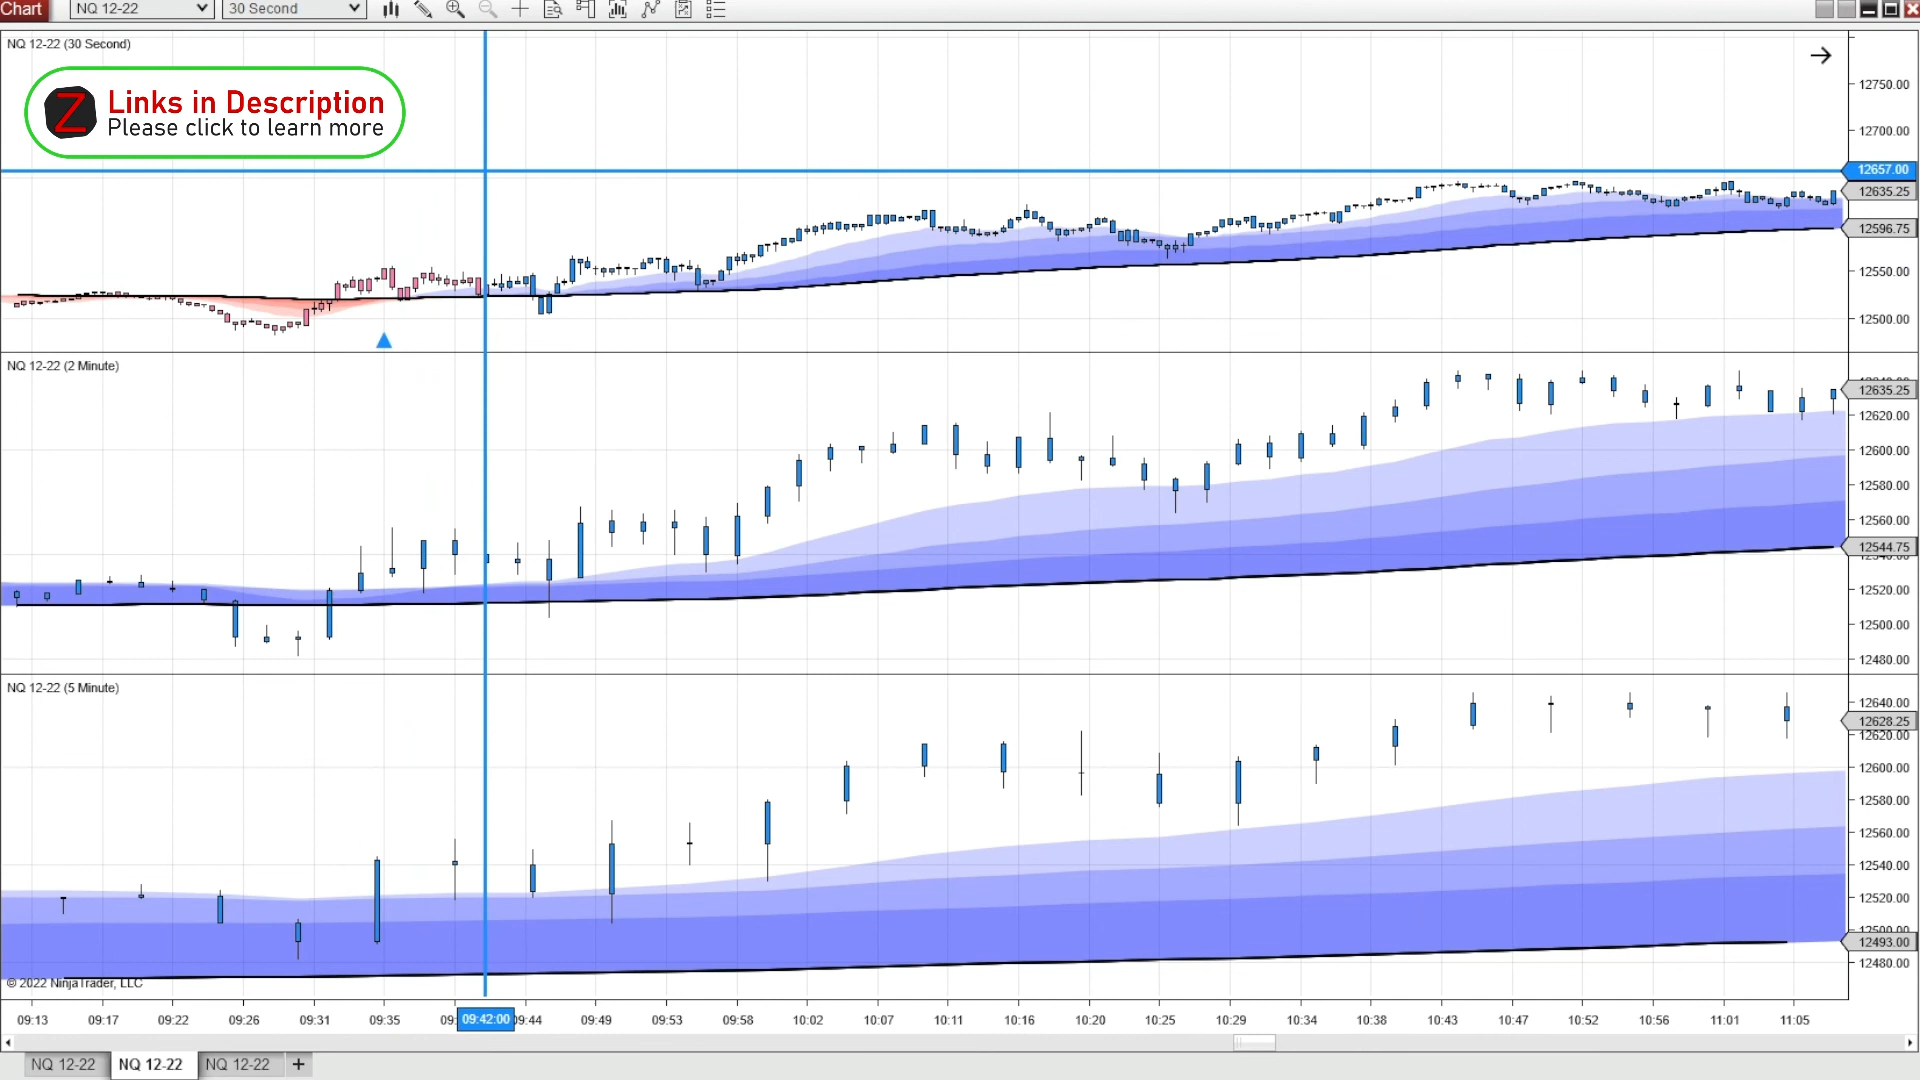 Chart
NQ 12-22
30 Second
NQ 12-22 (30 Second)
Z
Links in Description
Please click to learn more
12750.00
12700.00
12657.00
12635.25
12596.75
12550.00
12500.00
NQ 12-22 (2 Minute)
12635.25
12620.00
12600.00
12580.00
12560.00
12544.75
12520.00
12500.00
12480.00
NQ 12-22 (5 Minute)
12640.00
12628.25
12620.00
12600.00
12580.00
12560.00
12540.00
12520.00
12500.00
12493.00
12480.00
© 2022 NinjaTrader, LLC
09:13 09:17 09:22 09:26 09:31 09:35 09:42:00 09:44 09:49 09:53 09:58 10:02 10:07 10:11 10:16 10:20 10:25 10:29 10:34 10:38 10:43 10:47 10:52 10:56 11:01 11:05
NQ 12-22 NQ 12-22 NQ 12-22 +